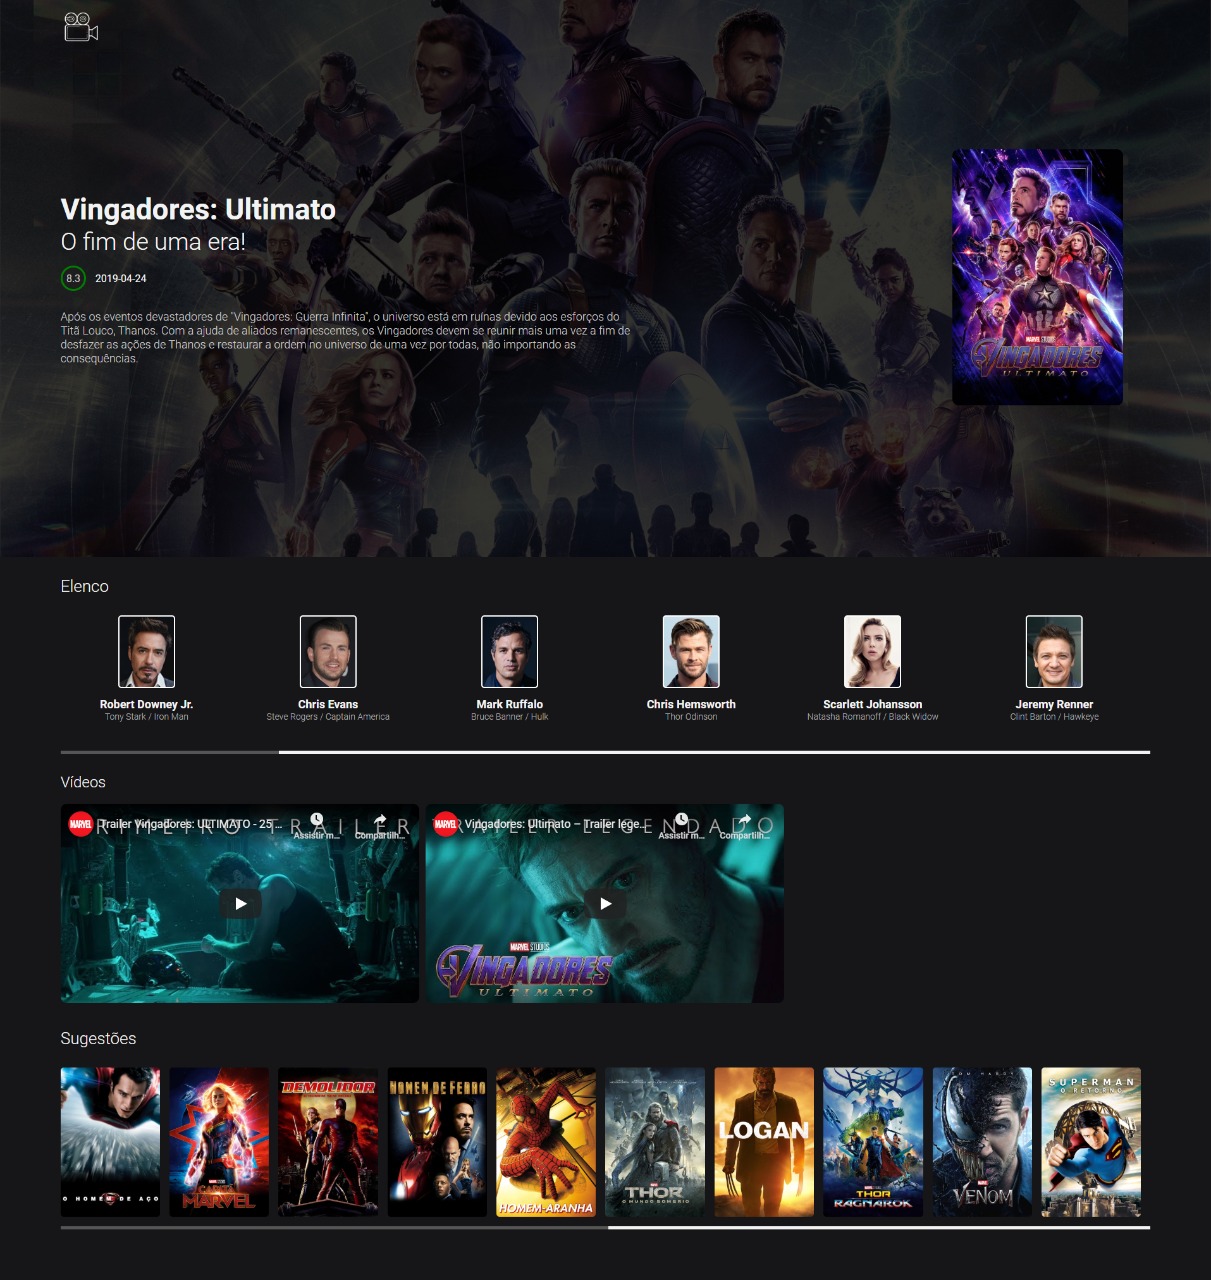 Vingadores: Ultimato
O fim de uma era!
8.3 2019-04-24
Após os eventos devastadores de "Vingadores: Guerra Infinita", o universo está em ruínas devido aos esforços do
Titã Louco, Thanos. Com a ajuda de aliados remanescentes, os Vingadores devem se reunir mais uma vez a fim de
desfazer as ações de Thanos e restaurar a ordem no universo de uma vez por todas, não importando as
consequências.
MARVEL STUDIOS
VINGADORES
ULTIMATO
Elenco
Robert Downey Jr.
Tony Stark / Iron Man
Chris Evans
Steve Rogers / Captain America
Mark Ruffalo
Bruce Banner / Hulk
Chris Hemsworth
Thor Odinson
Scarlett Johansson
Natasha Romanoff / Black Widow
Jeremy Renner
Clint Barton / Hawkeye
Vídeos
MARVEL Trailer Vingadores: ULTIMATO - 25...
TRAILER
Assistir m... Compartilh...
MARVEL Vingadores: Ultimato – Trailer lege...
Assistir m... Compartilh...
MARVEL STUDIOS
VINGADORES
ULTIMATO
Sugestões
O HOMEM DE AÇO
MARVEL
DEMOLIDOR
HOMEM DE FERRO
HOMEM-ARANHA
THOR
O MUNDO SOMBRIO
LOGAN
THOR
RAGNAROK
TOM HARDY
VENOM
SUPERMAN
O RETORNO